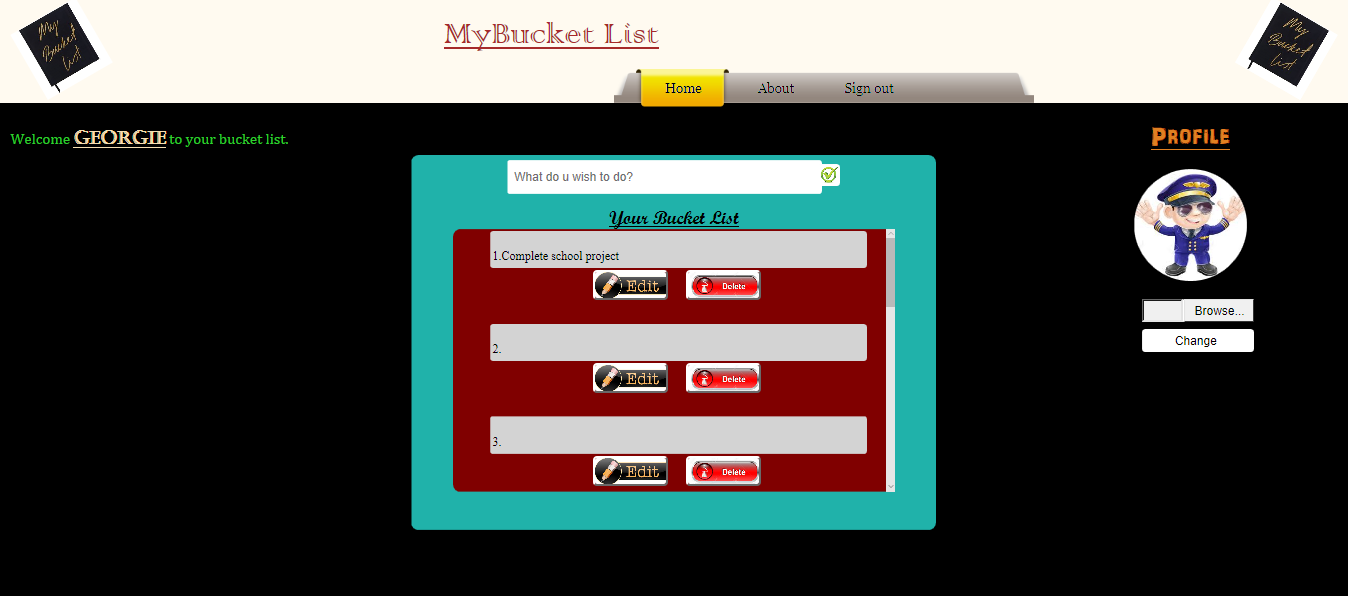 My
Bucket
List
MyBucket List
My
Bucket
List
Home About Sign out
Welcome GEORGIE to your bucket list.
PROFILE
What do u wish to do?
Your Bucket List
1.Complete school project
Edit Delete
2.
Edit Delete
3.
Edit Delete
Browse...
Change